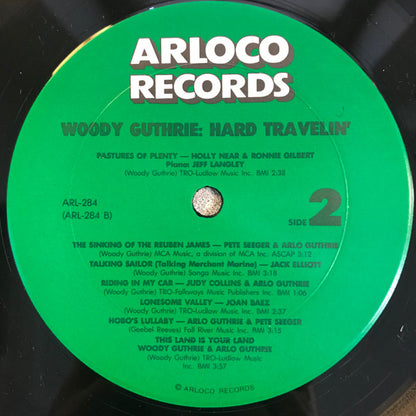 ARLOCO
RECORDS
WOODY GUTHRIE: HARD TRAVELIN'
PASTURES OF PLENTY — HOLLY NEAR & RONNIE GILBERT
Piano: JEFF LANGLEY
(Woody Guthrie) TRO-Ludlow Music Inc. BMI 2:38
ARL-284
(ARL-284 B)
SIDE 2
THE SINKING OF THE REUBEN JAMES — PETE SEEGER & ARLO GUTHRIE
(Woody Guthrie) MCA Music, a division of MCA Inc. ASCAP 3:12
TALKING SAILOR (Talking Merchant Marine) — JACK ELLIOTT
(Woody Guthrie) Sanga Music Inc. BMI 3:18
RIDING IN MY CAR — JUDY COLLINS & ARLO GUTHRIE
(Woody Guthrie) TRO-Folkways Music Publishers Inc. BMI 1:06
LONESOME VALLEY — JOAN BAEZ
(Woody Guthrie) TRO-Ludlow Music Inc. BMI 2:37
HOBO'S LULLABY — ARLO GUTHRIE & PETE SEEGER
(Goebel Reeves) Fall River Music Inc. BMI 3:15
THIS LAND IS YOUR LAND
WOODY GUTHRIE & ARLO GUTHRIE
(Woody Guthrie) TRO-Ludlow Music
Inc. BMI 3:57
© ARLOCO RECORDS